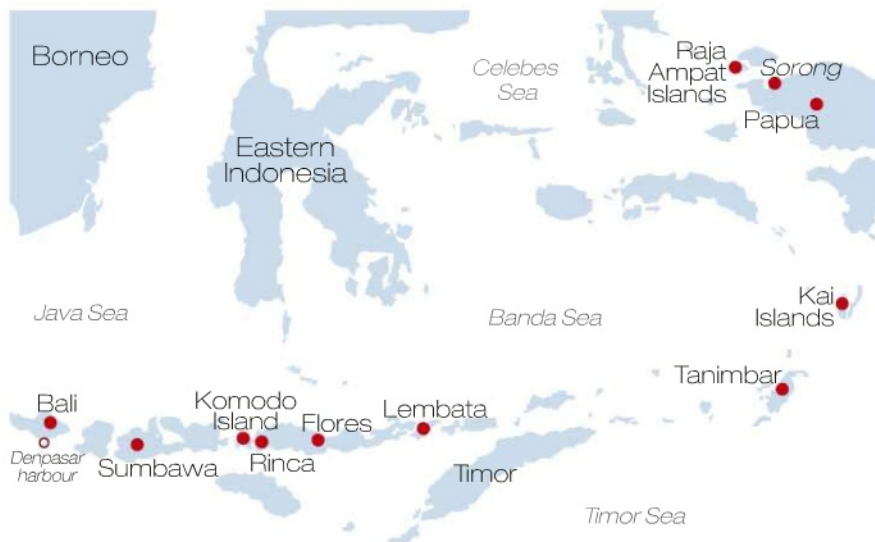 Borneo
Celebes
Sea
Raja
Ampat
Islands
Sorong
Papua
Eastern
Indonesia
Java Sea
Banda Sea
Kai
Islands
Tanimbar
Bali
Denpasar
harbour
Sumbawa
Komodo
Island
Rinca
Flores
Lembata
Timor
Timor Sea